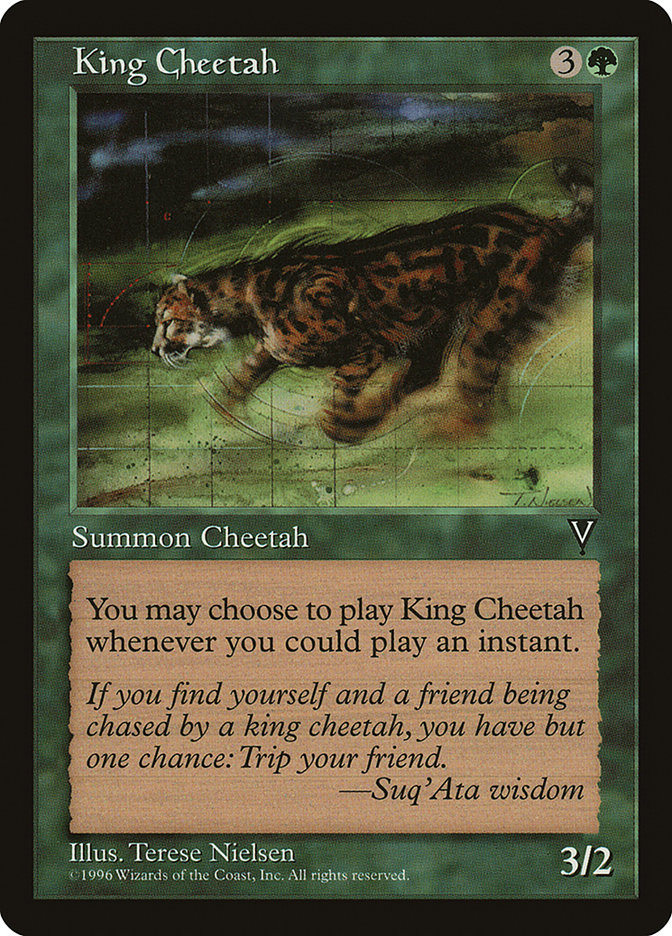 King Cheetah
3
T. Nielsen
Summon Cheetah
V
You may choose to play King Cheetah
whenever you could play an instant.
If you find yourself and a friend being
chased by a king cheetah, you have but
one chance: Trip your friend.
—Suq'Ata wisdom
Illus. Terese Nielsen
©1996 Wizards of the Coast, Inc. All rights reserved.
3/2